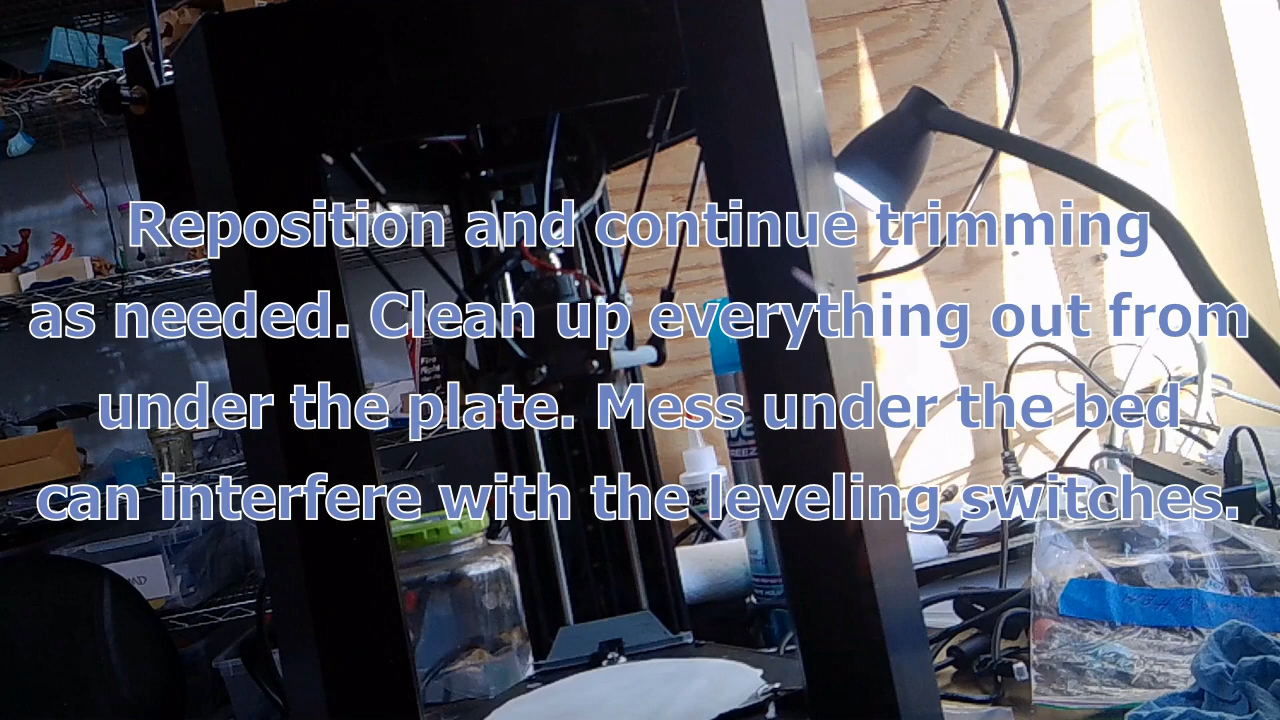 Reposition and continue trimming
as needed. Clean up everything out from
under the plate. Mess under the bed
can interfere with the leveling switches.